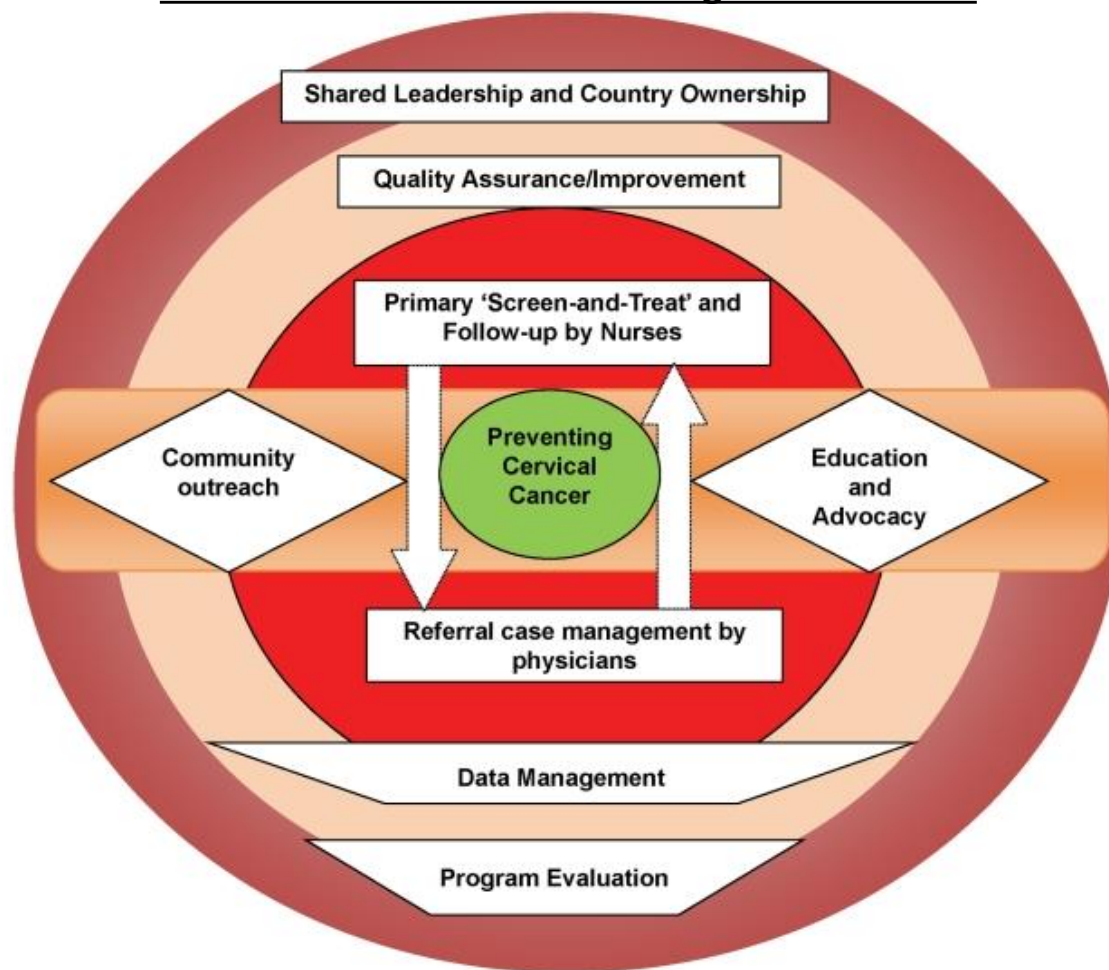 Shared Leadership and Country Ownership
Quality Assurance/Improvement
Primary ‘Screen-and-Treat’ and
Follow-up by Nurses
Community
outreach
Preventing
Cervical
Cancer
Education
and
Advocacy
Referral case management by
physicians
Data Management
Program Evaluation